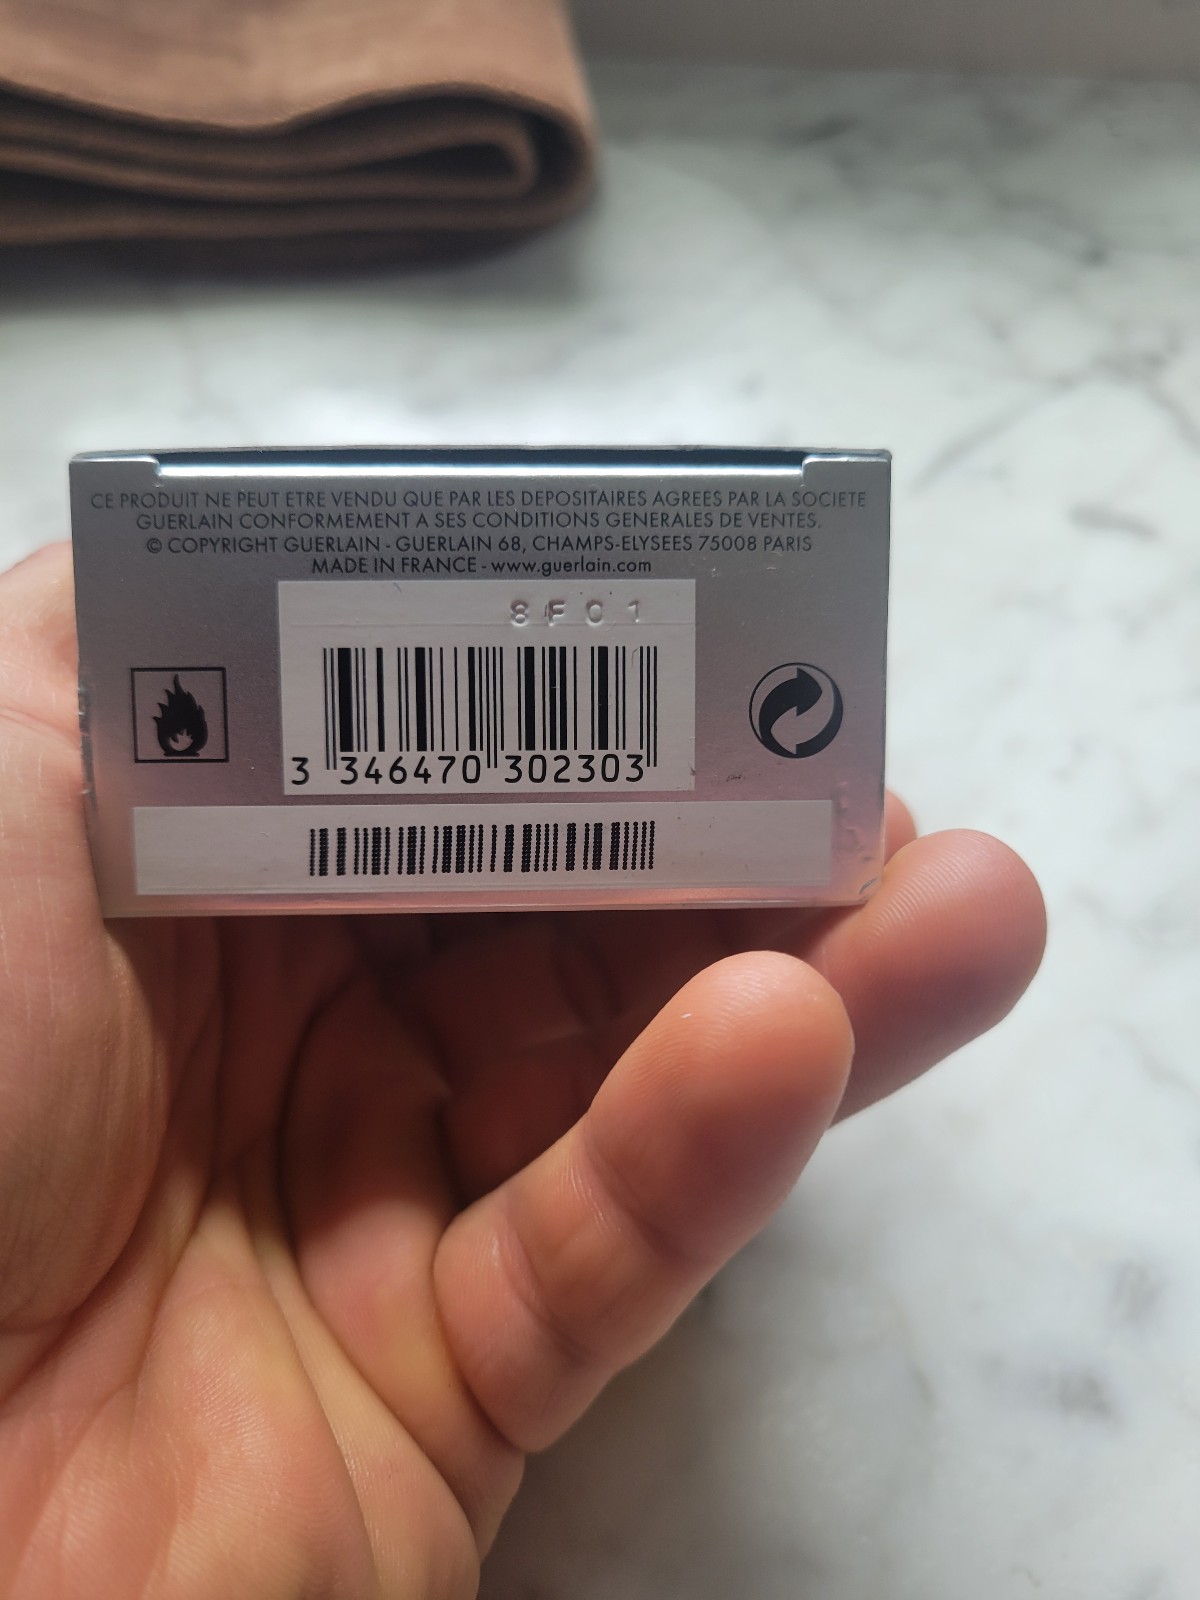 CE PRODUIT NE PEUT ETRE VENDU QUE PAR LES DEPOSITAIRES AGREES PAR LA SOCIETE
GUERLAIN CONFORMEMENT A SES CONDITIONS GENERALES DE VENTES.
© COPYRIGHT GUERLAIN - GUERLAIN 68, CHAMPS-ELYSEES 75008 PARIS
MADE IN FRANCE - www.guerlain.com
8F01
3 346470 302303